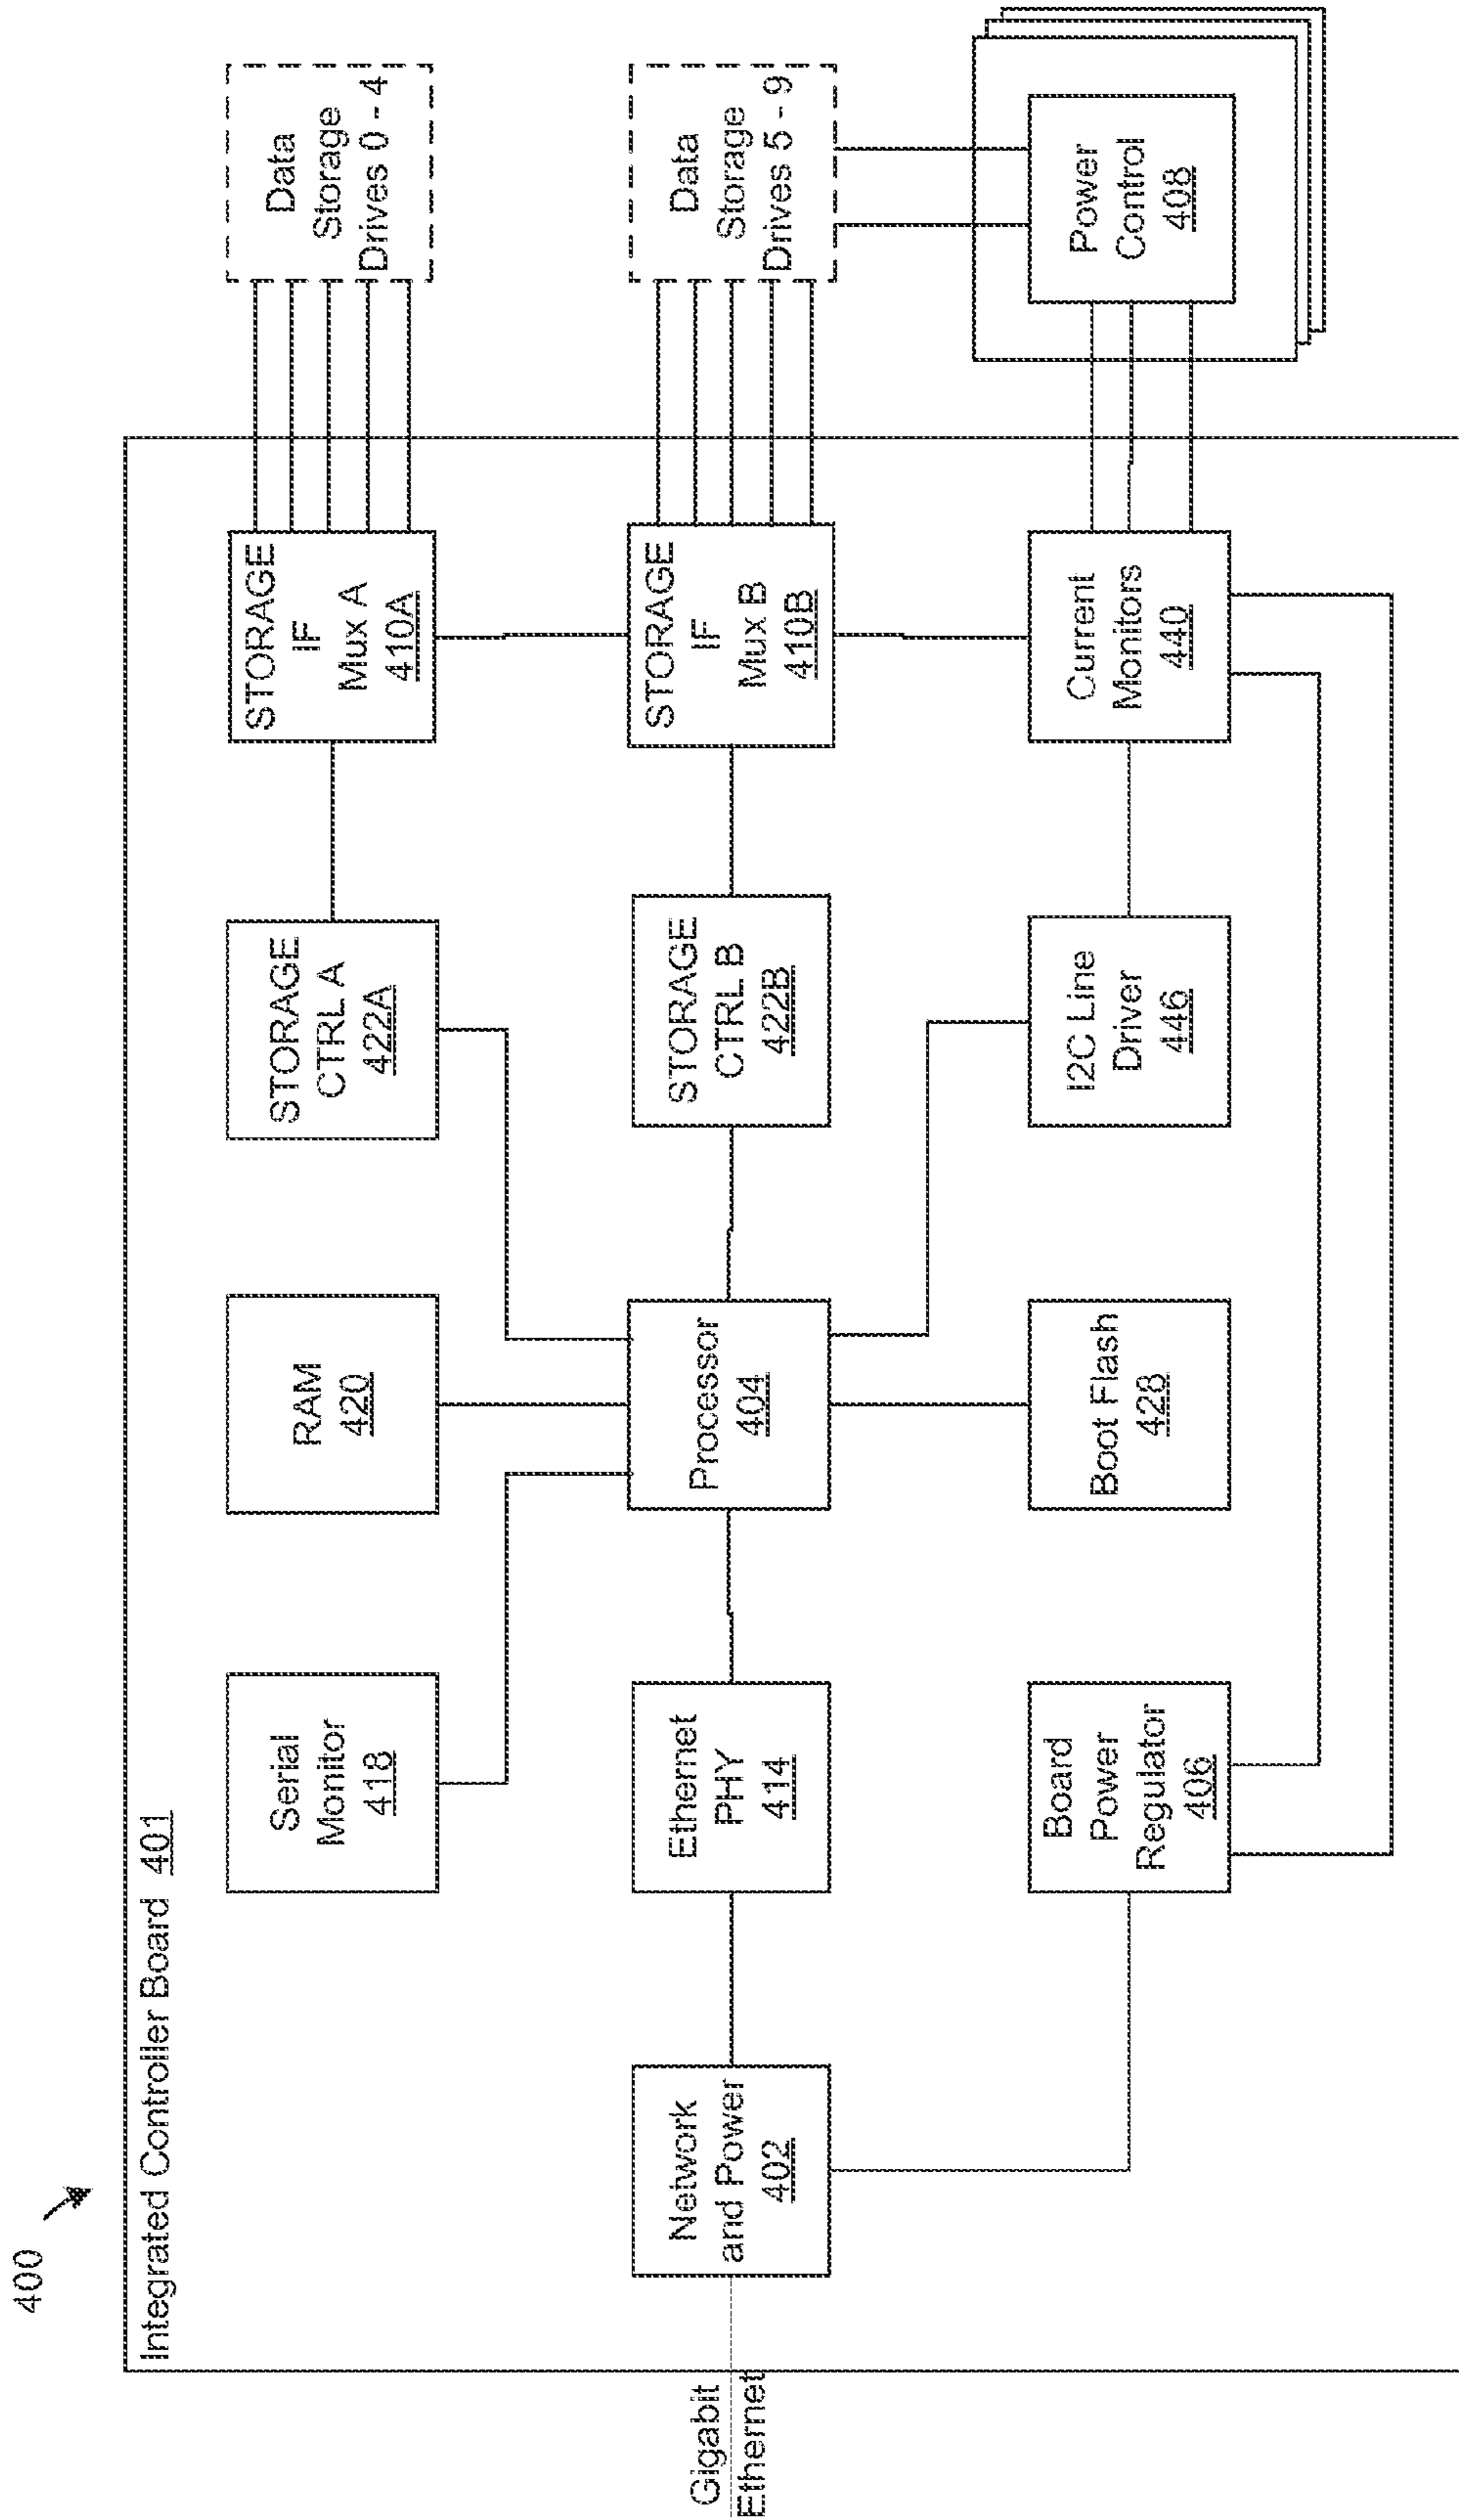 400
Integrated Controller Board 401
Gigabit
Ethernet
Network
and Power
402
Serial
Monitor
418
Ethernet
PHY
414
Board
Power
Regulator
406
RAM
420
Processor
404
Boot Flash
428
STORAGE
CTRL A
422A
STORAGE
CTRL B
422B
I2C Line
Driver
446
STORAGE
IF
Mux A
410A
STORAGE
IF
Mux B
410B
Current
Monitors
440
Data
Storage
Drives 0 - 4
Data
Storage
Drives 5 - 9
Power
Control
408